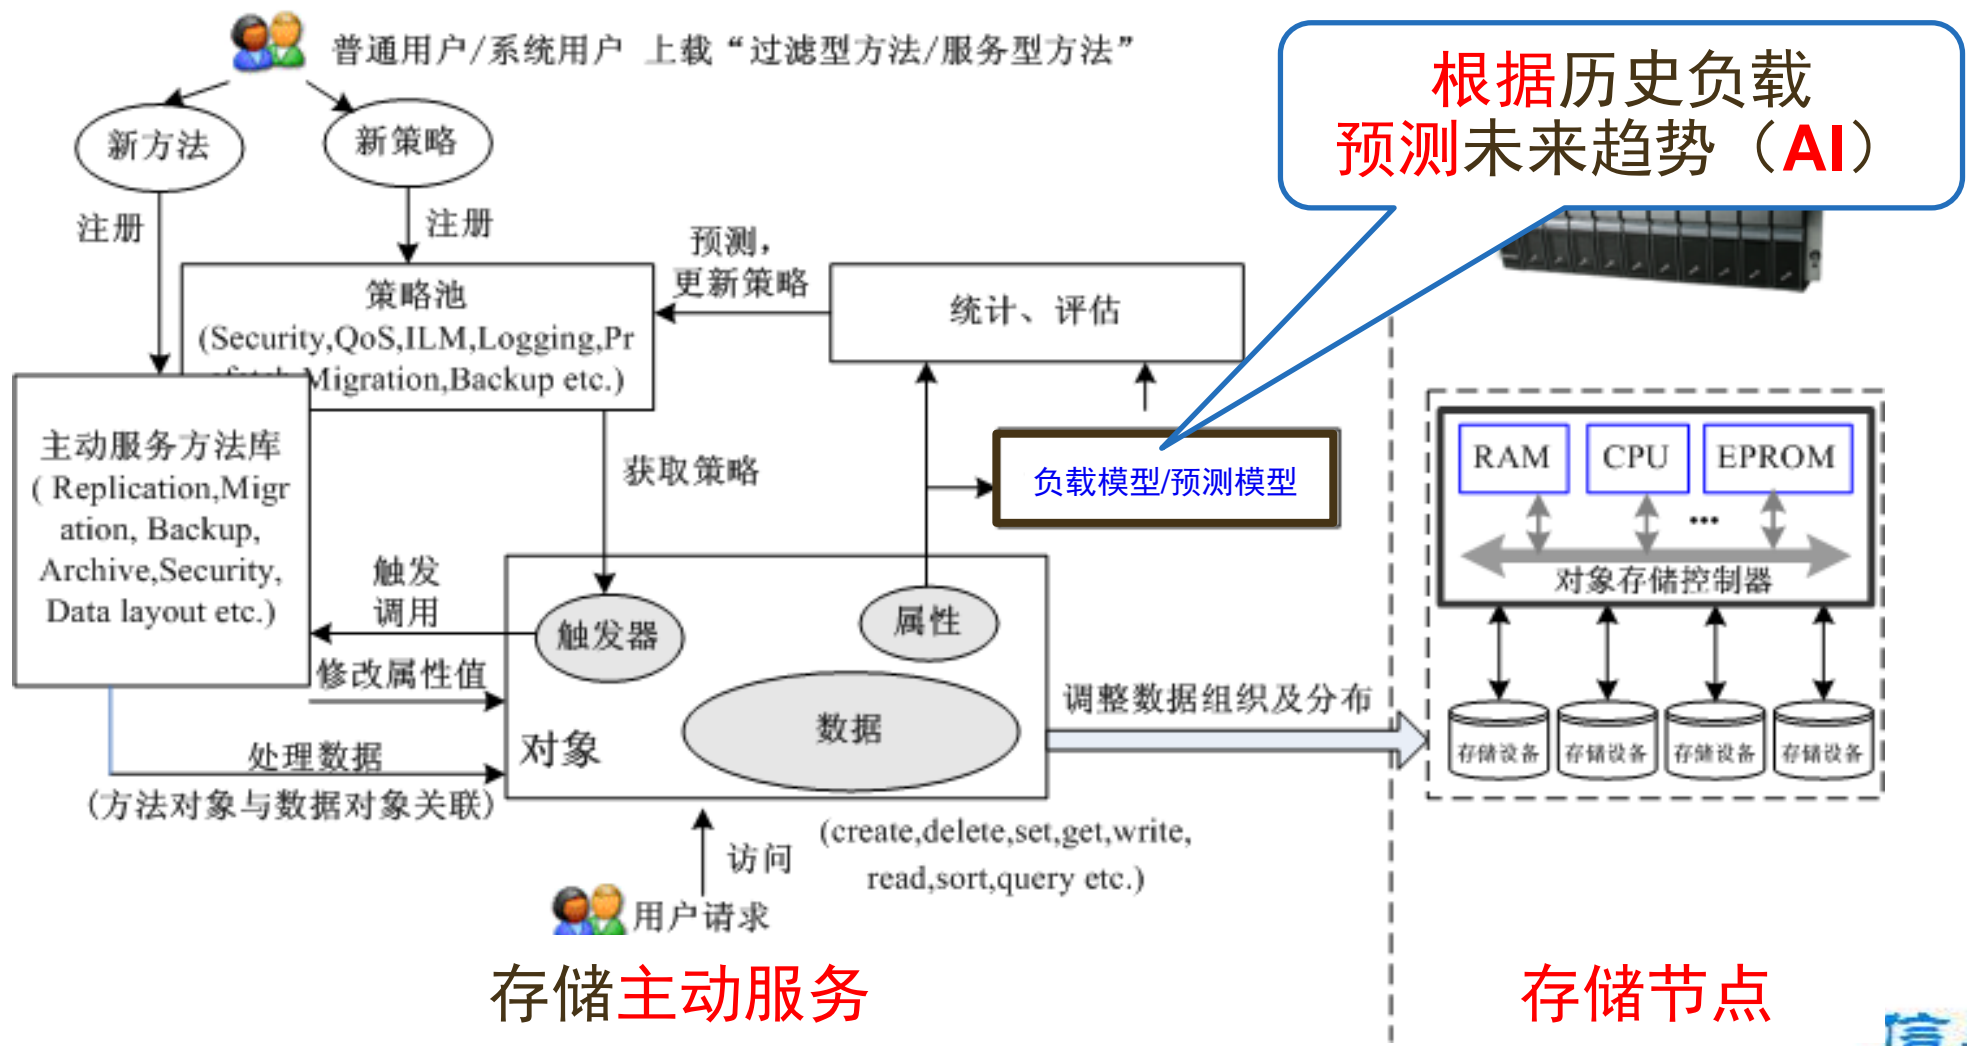 普通用户/系统用户 上载“过滤型方法/服务型方法”
根据历史负载
预测未来趋势（AI）
新方法
新策略
注册
注册
预测，
更新策略
策略池
(Security,QoS,ILM,Logging,Pr
Migration,Backup etc.)
统计、评估
主动服务方法库
( Replication,Migr
ation, Backup,
Archive,Security,
Data layout etc.)
获取策略
负载模型/预测模型
RAM
CPU
EPROM
...
对象存储控制器
触发
调用
触发器
属性
修改属性值
对象
数据
调整数据组织及分布
存储设备
存储设备
存储设备
存储设备
处理数据
(方法对象与数据对象关联)
访问
(create,delete,set,get,write,
read,sort,query etc.)
用户请求
存储主动服务
存储节点
信